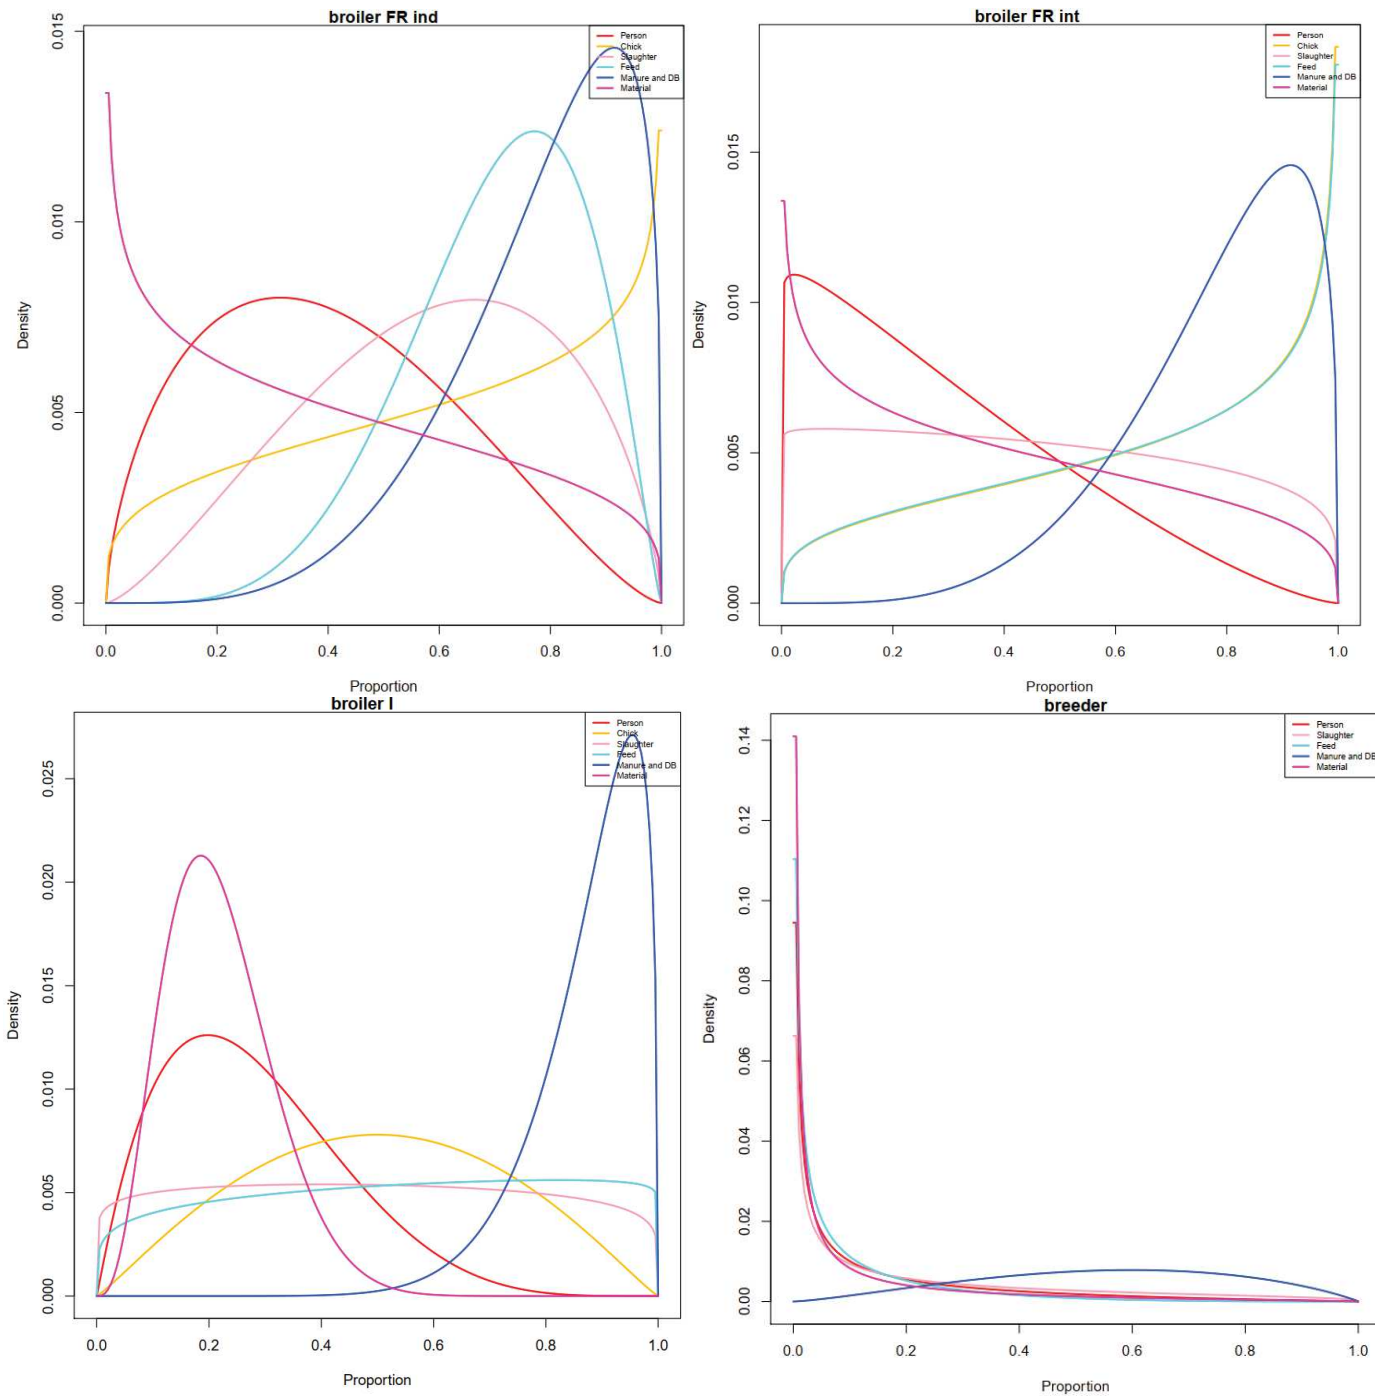 broiler FR ind
Person
Chick
Slaughter
Feed
Manure and DB
Material
Density
0.015
0.010
0.005
0.000
0.0 0.2 0.4 0.6 0.8 1.0
Proportion
broiler FR int
Person
Chick
Slaughter
Feed
Manure and DB
Material
Density
0.015
0.010
0.005
0.000
0.0 0.2 0.4 0.6 0.8 1.0
Proportion
broiler I
Person
Chick
Slaughter
Feed
Manure and DB
Material
Density
0.025
0.020
0.015
0.010
0.005
0.000
0.0 0.2 0.4 0.6 0.8 1.0
Proportion
breeder
Person
Slaughter
Feed
Manure and DB
Material
Density
0.14
0.12
0.10
0.08
0.06
0.04
0.02
0.00
0.0 0.2 0.4 0.6 0.8 1.0
Proportion